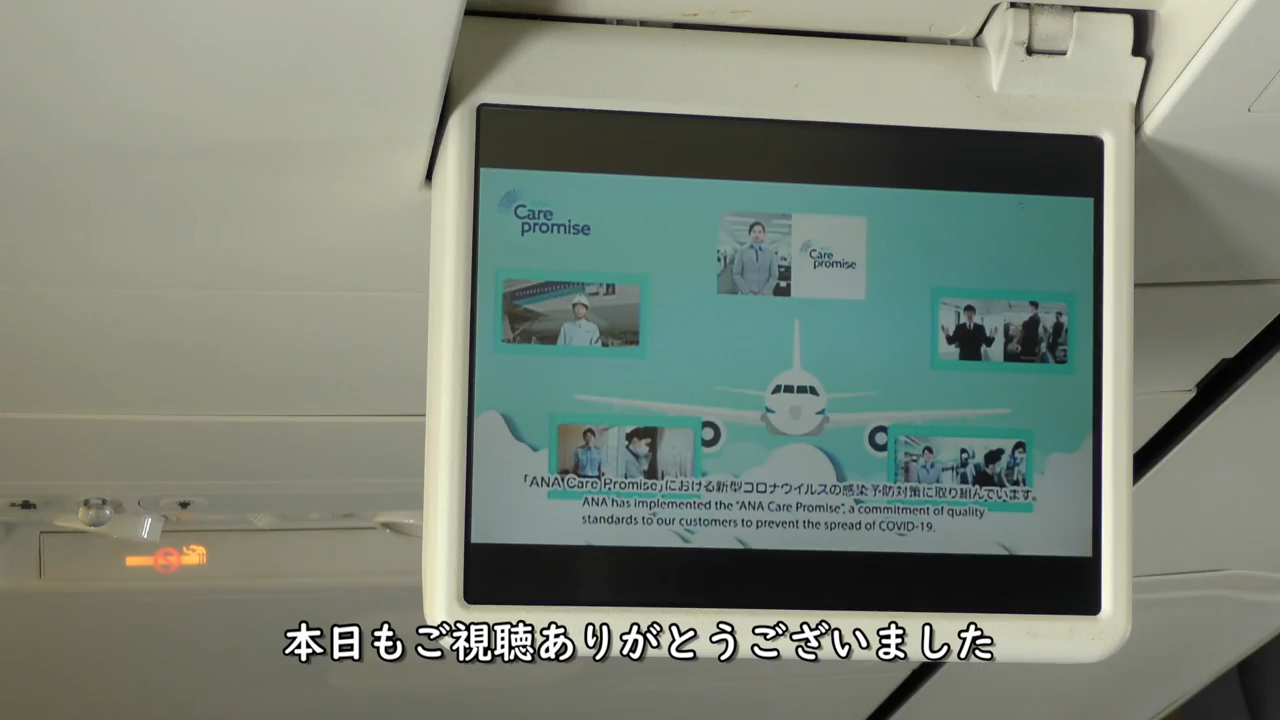 Care
promise
Care
promise
「ANA Care Promise」における新型コロナウイルスの感染予防対策に取り組んでいます。
ANA has implemented the "ANA Care Promise", a commitment of quality
standards to our customers to prevent the spread of COVID-19.
本日もご視聴ありがとうございました